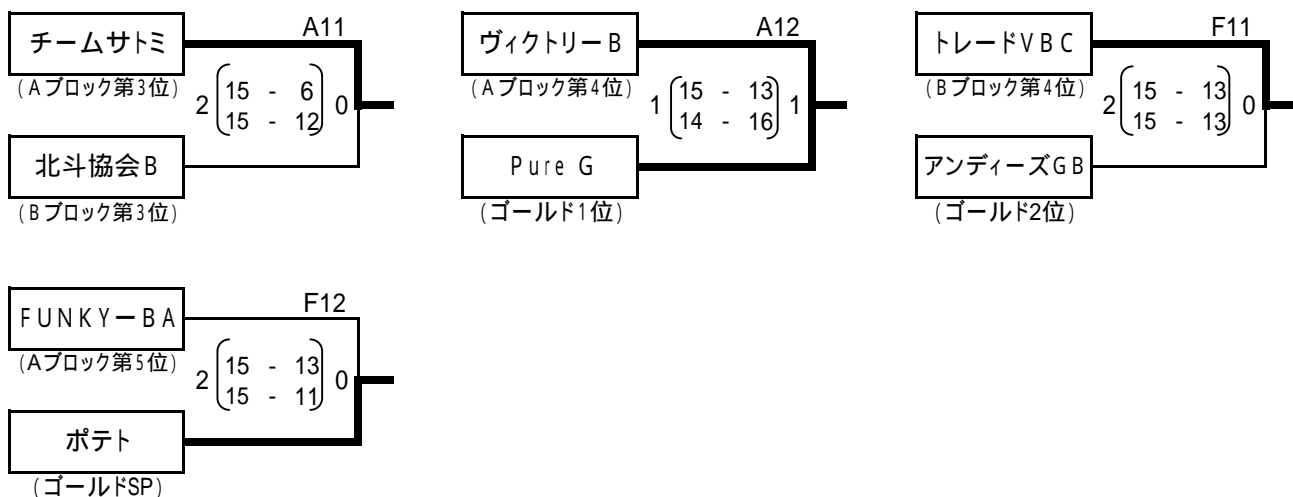 チームサトミ
A11
(Aブロック第3位)
2 15 - 6 0
15 - 12
北斗協会B
(Bブロック第3位)
ヴィクトリーB
A12
(Aブロック第4位)
1 15 - 13 1
14 - 16
Pure G
(ゴールド1位)
トレードVBC
F11
(Bブロック第4位)
2 15 - 13 0
15 - 13
アンディーズGB
(ゴールド2位)
FUNKYーBA
F12
(Aブロック第5位)
2 15 - 13 0
15 - 11
ポテト
(ゴールドSP)